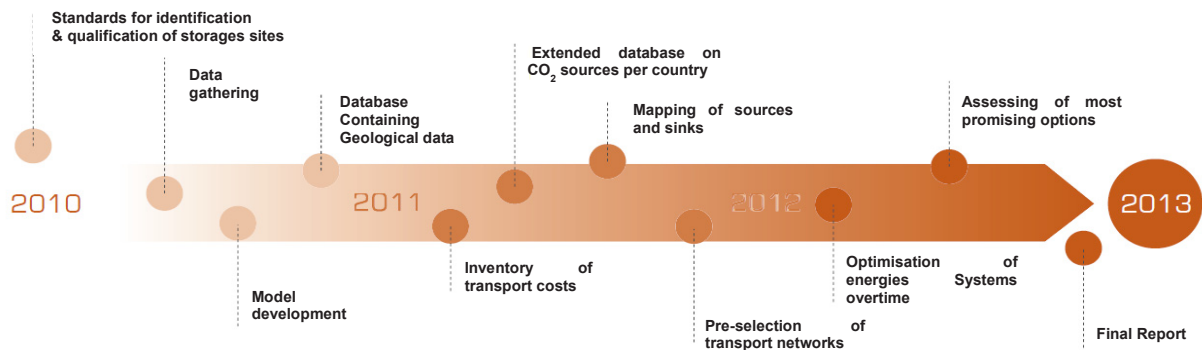 Standards for identification
& qualification of storages sites
Data
gathering
Database
Containing
Geological data
Extended database on
CO₂ sources per country
Mapping of sources
and sinks
Assessing of most
promising options
2010
2011
2012
2013
Model
development
Inventory of
transport costs
Pre-selection of
transport networks
Optimisation of Systems
energies
overtime
Final Report